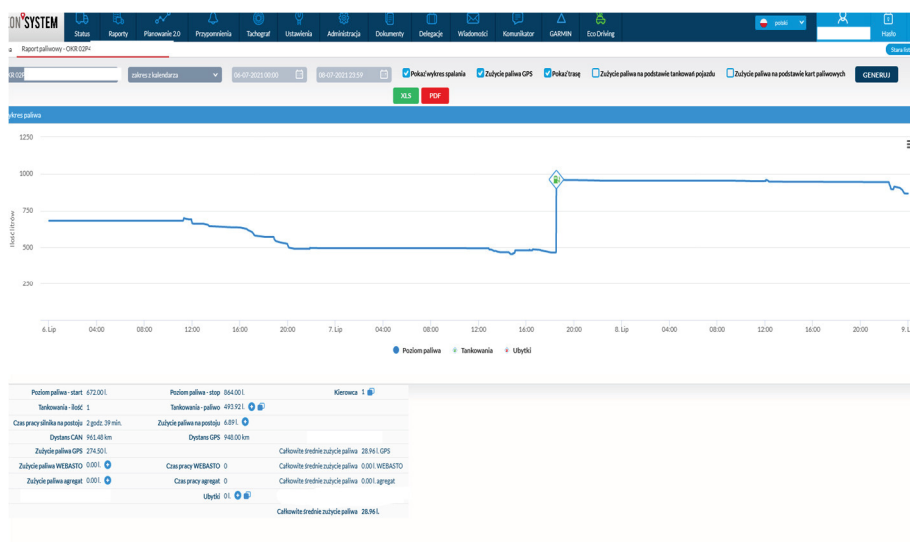 ON SYSTEM
Status Raporty Planowanie 2.0 Przypomnienia Tachograf Ustawienia Administracja Dokumenty Delegacje Wiadomości Komunikator GARMIN Eco Driving polski Hasło
Raport paliwowy - OKR 02P4 Stara list
KR 02P zakres z kalendarza 06-07-2021 00:00 08-07-2021 23:59 Pokaż wykres spalania Zużycie paliwa GPS Pokaż trasę Zużycie paliwa na podstawie tankowań pojazdu Zużycie paliwa na podstawie kart paliwowych GENERUJ
XLS PDF
ykres paliwa
1250
1000
750
500
250
Ilość litrów
6. Lip 04:00 08:00 12:00 16:00 20:00 7. Lip 04:00 08:00 12:00 16:00 20:00 8. Lip 04:00 08:00 12:00 16:00 20:00 9. L
Poziom paliwa Tankowania Ubytki
Poziom paliwa - start 672.00 l. Poziom paliwa - stop 864.00 l. Kierowca 1
Tankowania - ilość 1 Tankowania - paliwo 493.92 l.
Czas pracy silnika na postoju 2 godz. 39 min. Zużycie paliwa na postoju 6.89 l.
Dystans CAN 961.48 km Dystans GPS 948.00 km
Zużycie paliwa GPS 274.50 l. Całkowite średnie zużycie paliwa 28.96 l. GPS
Zużycie paliwa WEBASTO 0.00 l. Czas pracy WEBASTO 0 Całkowite średnie zużycie paliwa 0.00 l. WEBASTO
Zużycie paliwa agregat 0.00 l. Czas pracy agregat 0 Całkowite średnie zużycie paliwa 0.00 l. agregat
Ubytki 0 l.
Całkowite średnie zużycie paliwa 28.96 l.